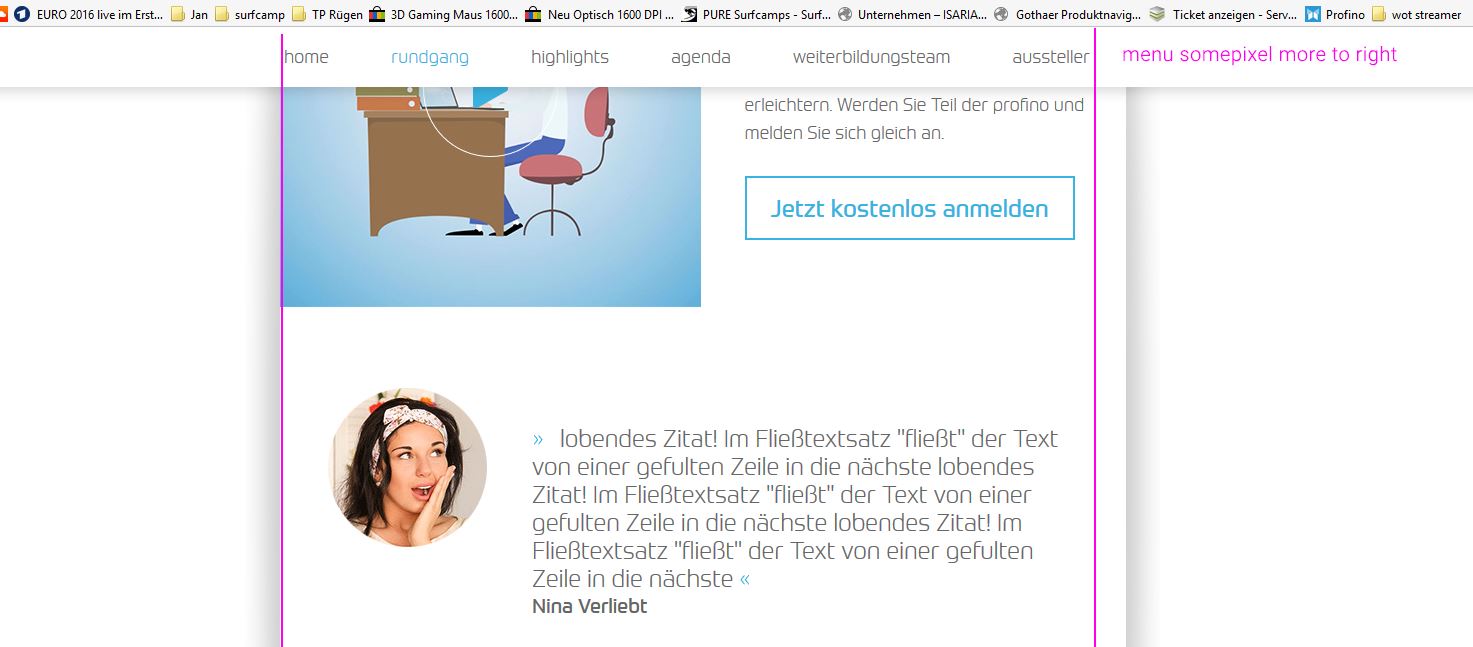 EURO 2016 live im Erst... Jan surfcamp TP Rügen 3D Gaming Maus 1600... Neu Optisch 1600 DPI ... PURE Surfcamps - Surf... Unternehmen – ISARIA... Gothaer Produktnavig... Ticket anzeigen - Serv... Profino wot streamer
home rundgang highlights agenda weiterbildungsteam aussteller menu somepixel more to right
erleichtern. Werden Sie Teil der profino und
melden Sie sich gleich an.
Jetzt kostenlos anmelden
» lobendes Zitat! Im Fließtextsatz "fließt" der Text
von einer gefulten Zeile in die nächste lobendes
Zitat! Im Fließtextsatz "fließt" der Text von einer
gefulten Zeile in die nächste lobendes Zitat! Im
Fließtextsatz "fließt" der Text von einer gefulten
Zeile in die nächste «
Nina Verliebt